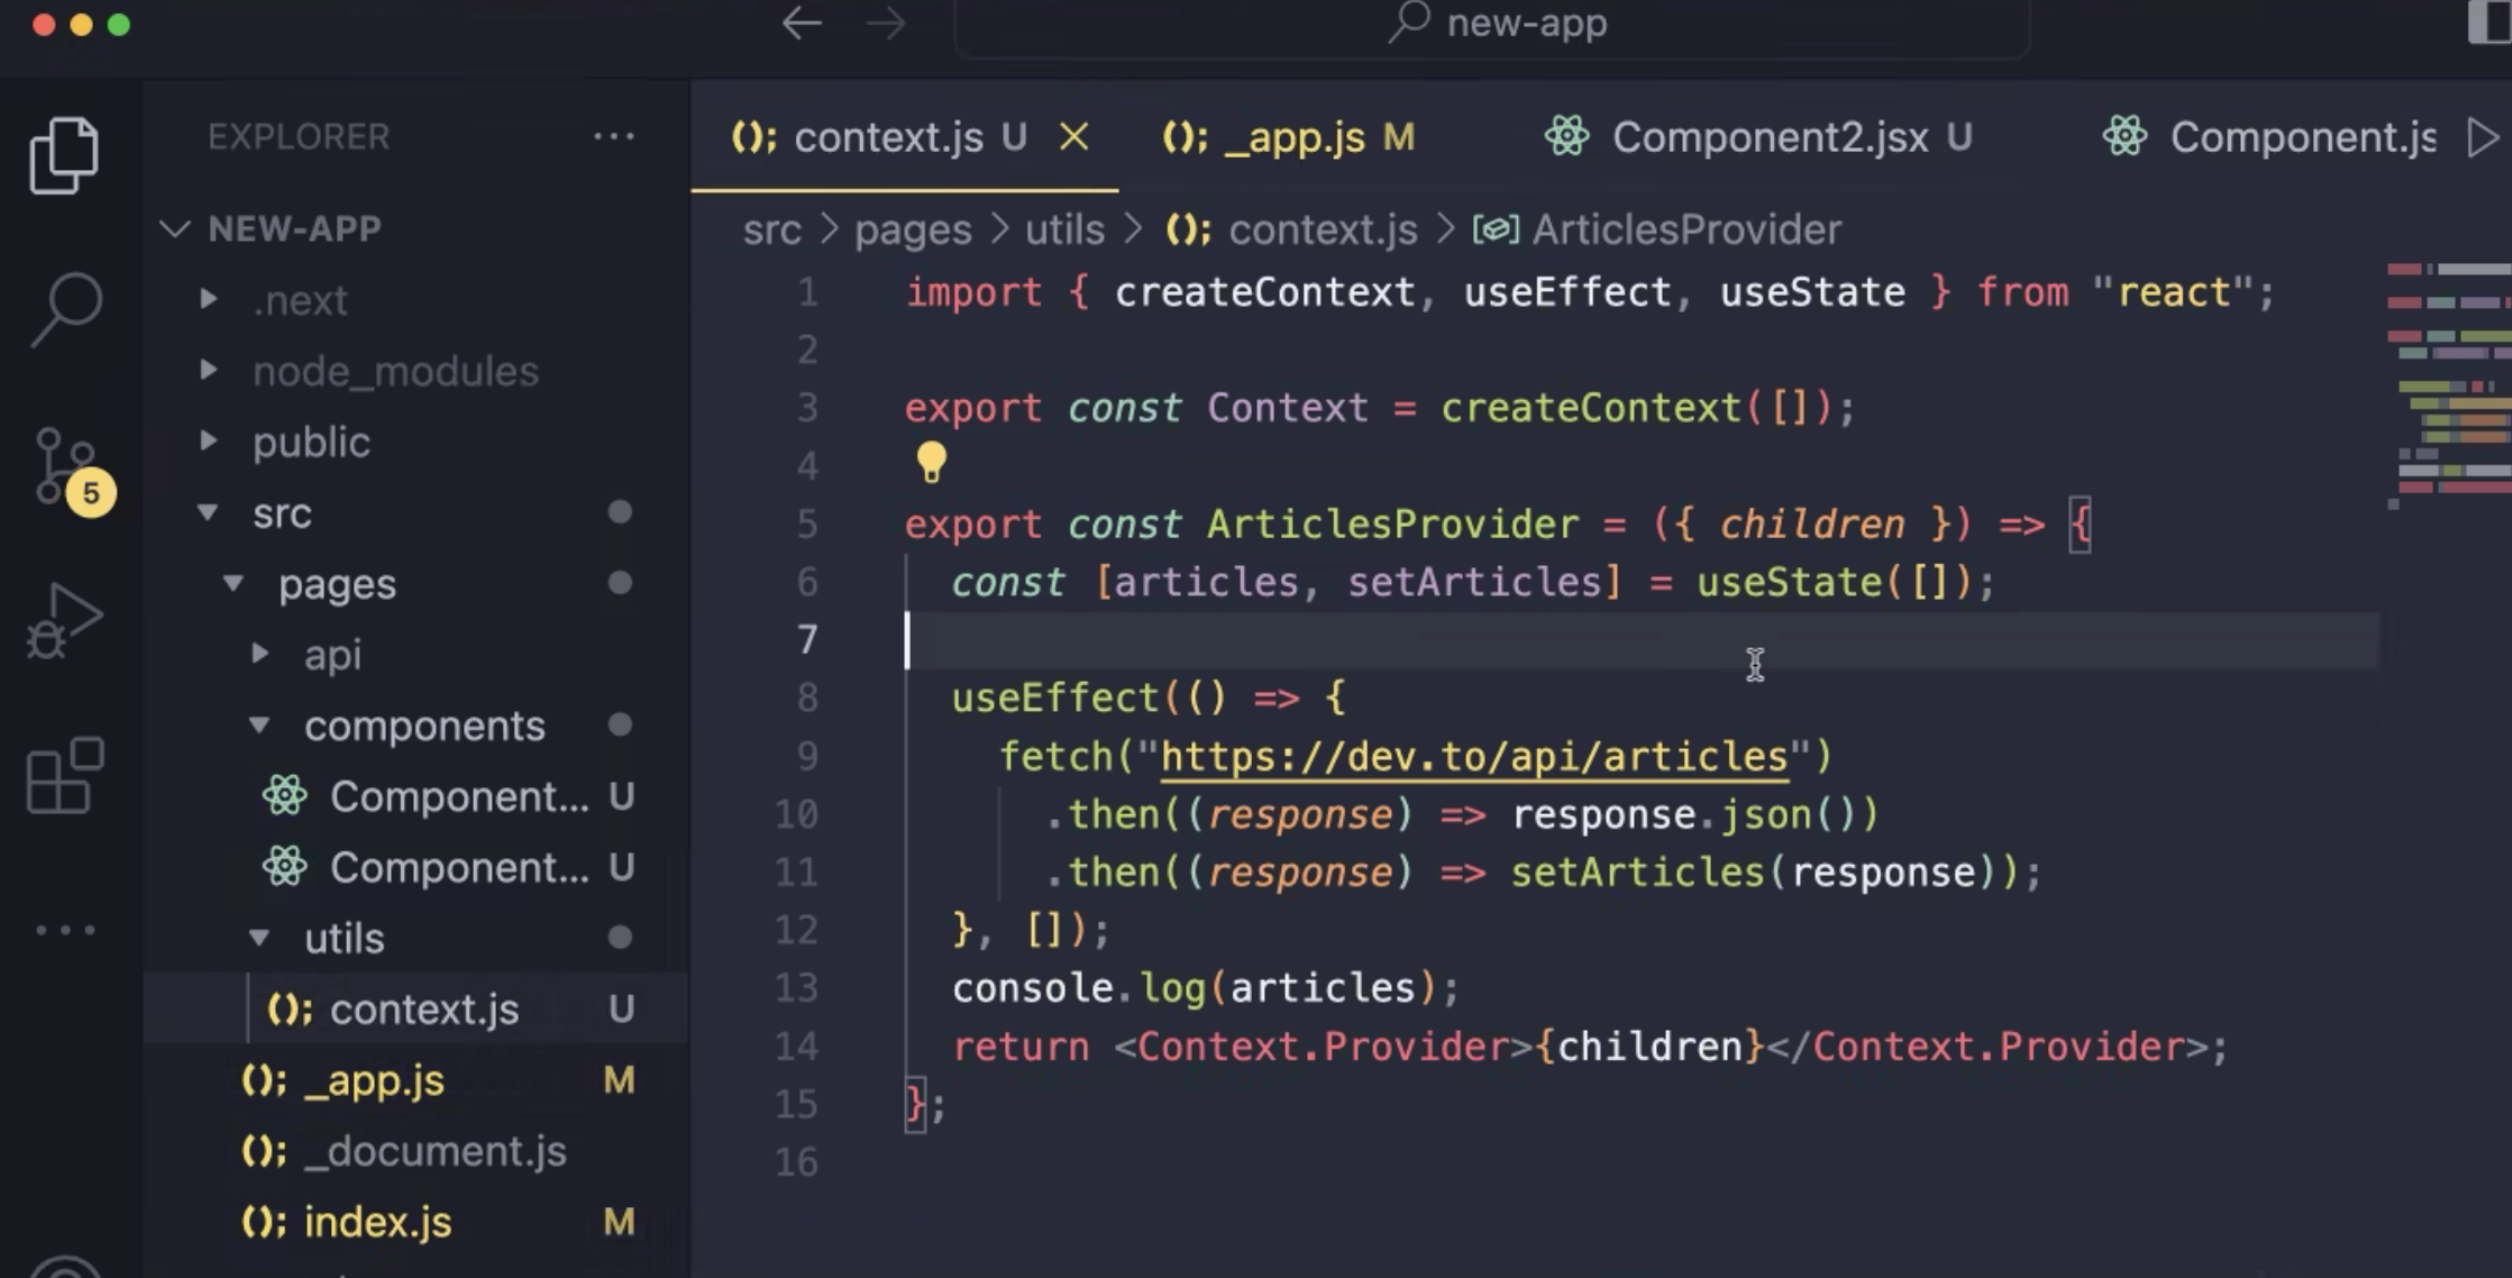 new-app
EXPLORER
NEW-APP
.next
node_modules
public
5
src
pages
api
components
Component... U
Component... U
utils
context.js U
_app.js M
_document.js
index.js M
context.js U
_app.js M
Component2.jsx U
Component.js
src > pages > utils > context.js > ArticlesProvider
1 import { createContext, useEffect, useState } from "react";
2
3 export const Context = createContext([]);
4
5 export const ArticlesProvider = ({ children }) => {
6 const [articles, setArticles] = useState([]);
7
8 useEffect(() => {
9 fetch("https://dev.to/api/articles")
10 .then((response) => response.json())
11 .then((response) => setArticles(response));
12 }, []);
13 console.log(articles);
14 return <Context.Provider>{children}</Context.Provider>;
15 };
16